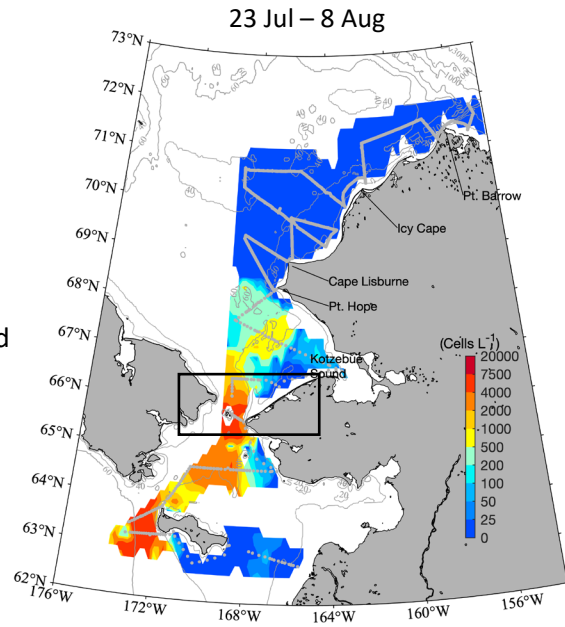 23 Jul – 8 Aug
73°N
72°N
71°N
70°N
69°N
68°N
67°N
66°N
65°N
64°N
63°N
62°N
176°W
172°W
168°W
164°W
160°W
156°W
Pt. Barrow
Icy Cape
Cape Lisburne
Pt. Hope
Kotzebue
Sound
d
(Cells L⁻¹)
20000
7500
4000
2000
1000
500
200
100
50
25
0